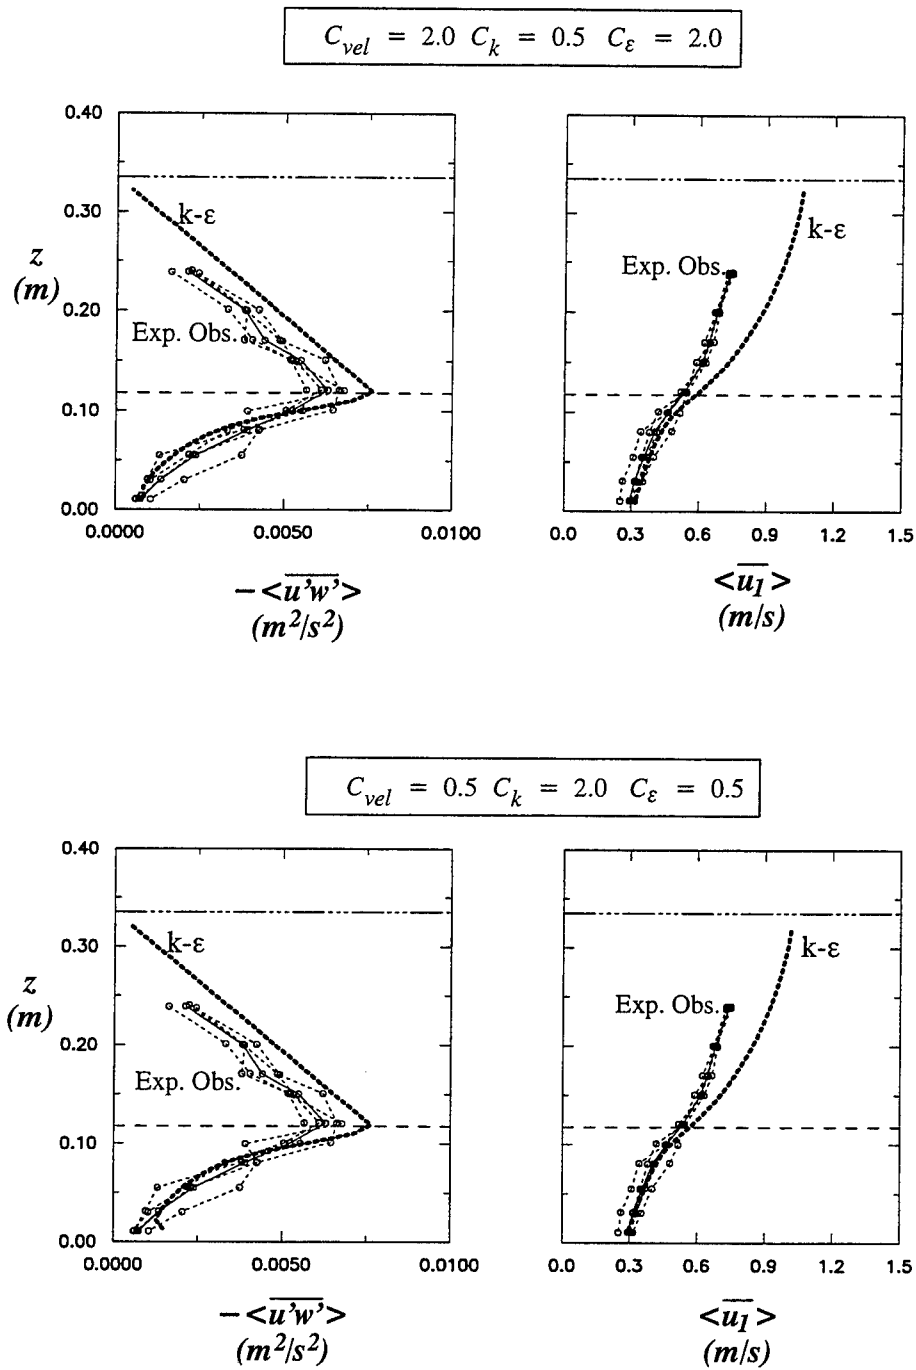 C_vel = 2.0 C_k = 0.5 C_ε = 2.0
0.40
0.30
0.20
0.10
0.00
z
(m)
k-ε
Exp. Obs.
0.0000 0.0050 0.0100
− <u'w'>
(m²/s²)
Exp. Obs.
k-ε
0.0 0.3 0.6 0.9 1.2 1.5
<u₁>
(m/s)
C_vel = 0.5 C_k = 2.0 C_ε = 0.5
0.40
0.30
0.20
0.10
0.00
z
(m)
k-ε
Exp. Obs.
0.0000 0.0050 0.0100
− <u'w'>
(m²/s²)
Exp. Obs.
k-ε
0.0 0.3 0.6 0.9 1.2 1.5
<u₁>
(m/s)